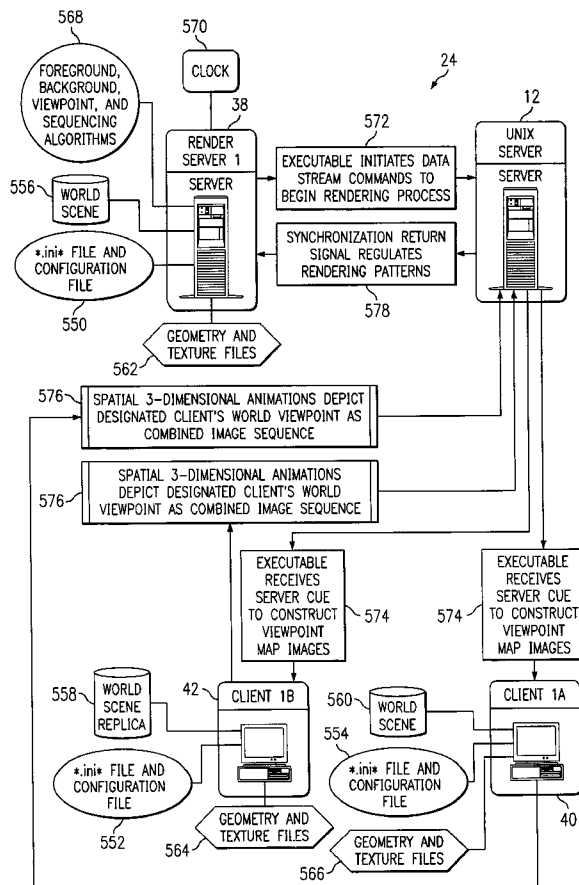 568
570
CLOCK
24
FOREGROUND,
BACKGROUND,
VIEWPOINT, AND
SEQUENCING
ALGORITHMS
38
RENDER
SERVER 1
SERVER
572
EXECUTABLE INITIATES DATA
STREAM COMMANDS TO
BEGIN RENDERING PROCESS
12
UNIX
SERVER
SERVER
556
WORLD
SCENE
SYNCHRONIZATION RETURN
SIGNAL REGULATES
RENDERING PATTERNS
578
*.ini* FILE AND
CONFIGURATION
FILE
550
GEOMETRY AND
TEXTURE FILES
562
576
SPATIAL 3-DIMENSIONAL ANIMATIONS DEPICT
DESIGNATED CLIENT'S WORLD VIEWPOINT AS
COMBINED IMAGE SEQUENCE
576
SPATIAL 3-DIMENSIONAL ANIMATIONS
DEPICT DESIGNATED CLIENT'S WORLD
VIEWPOINT AS COMBINED IMAGE SEQUENCE
EXECUTABLE
RECEIVES
SERVER CUE
TO CONSTRUCT
VIEWPOINT
MAP IMAGES
574
574
EXECUTABLE
RECEIVES
SERVER CUE
TO CONSTRUCT
VIEWPOINT
MAP IMAGES
558
WORLD
SCENE
REPLICA
42
CLIENT 1B
560
WORLD
SCENE
CLIENT 1A
*.ini* FILE AND
CONFIGURATION
FILE
552
554
*.ini* FILE AND
CONFIGURATION
FILE
GEOMETRY AND
TEXTURE FILES
564
GEOMETRY AND
TEXTURE FILES
566
40